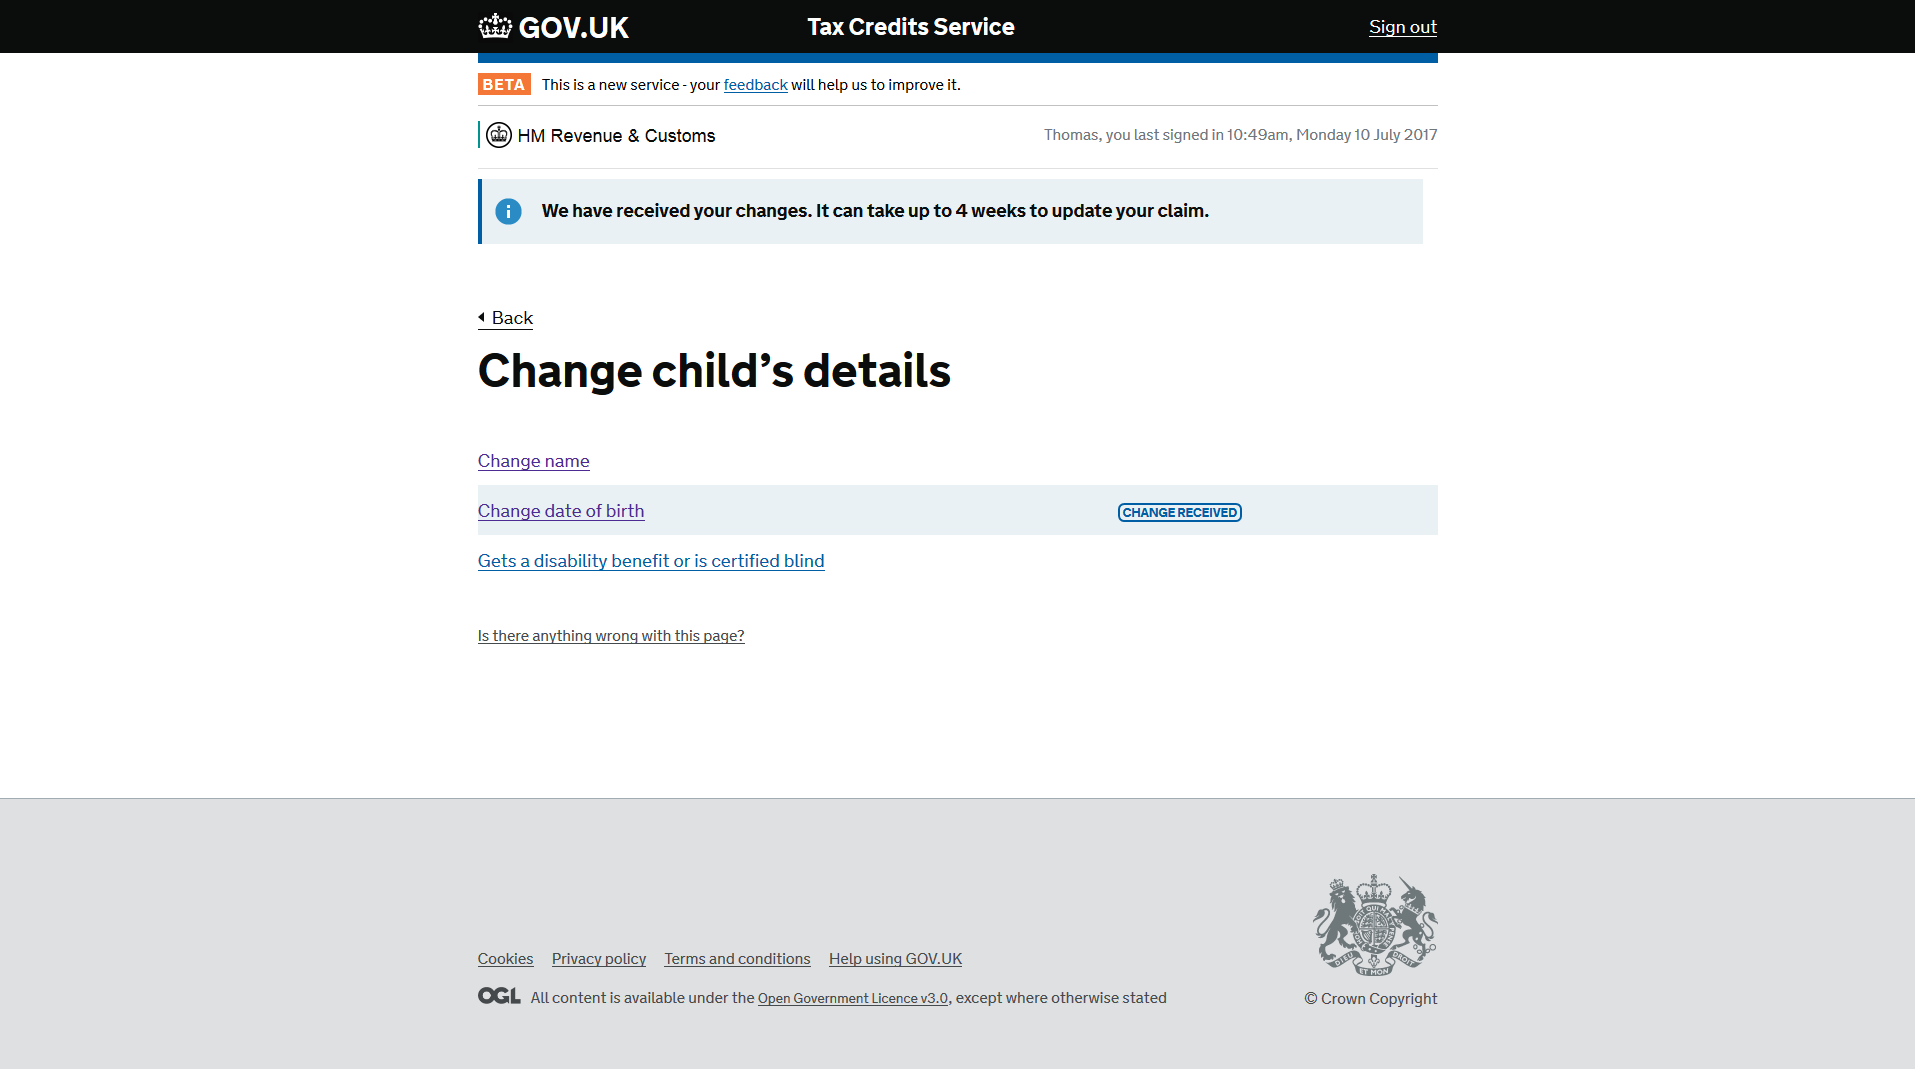 GOV.UK Tax Credits Service Sign out
BETA This is a new service - your feedback will help us to improve it.
HM Revenue & Customs Thomas, you last signed in 10:49am, Monday 10 July 2017
We have received your changes. It can take up to 4 weeks to update your claim.
Back
Change child’s details
Change name
Change date of birth CHANGE RECEIVED
Gets a disability benefit or is certified blind
Is there anything wrong with this page?
Cookies Privacy policy Terms and conditions Help using GOV.UK
DIEU ET MON DROIT
OGL All content is available under the Open Government Licence v3.0, except where otherwise stated
© Crown Copyright